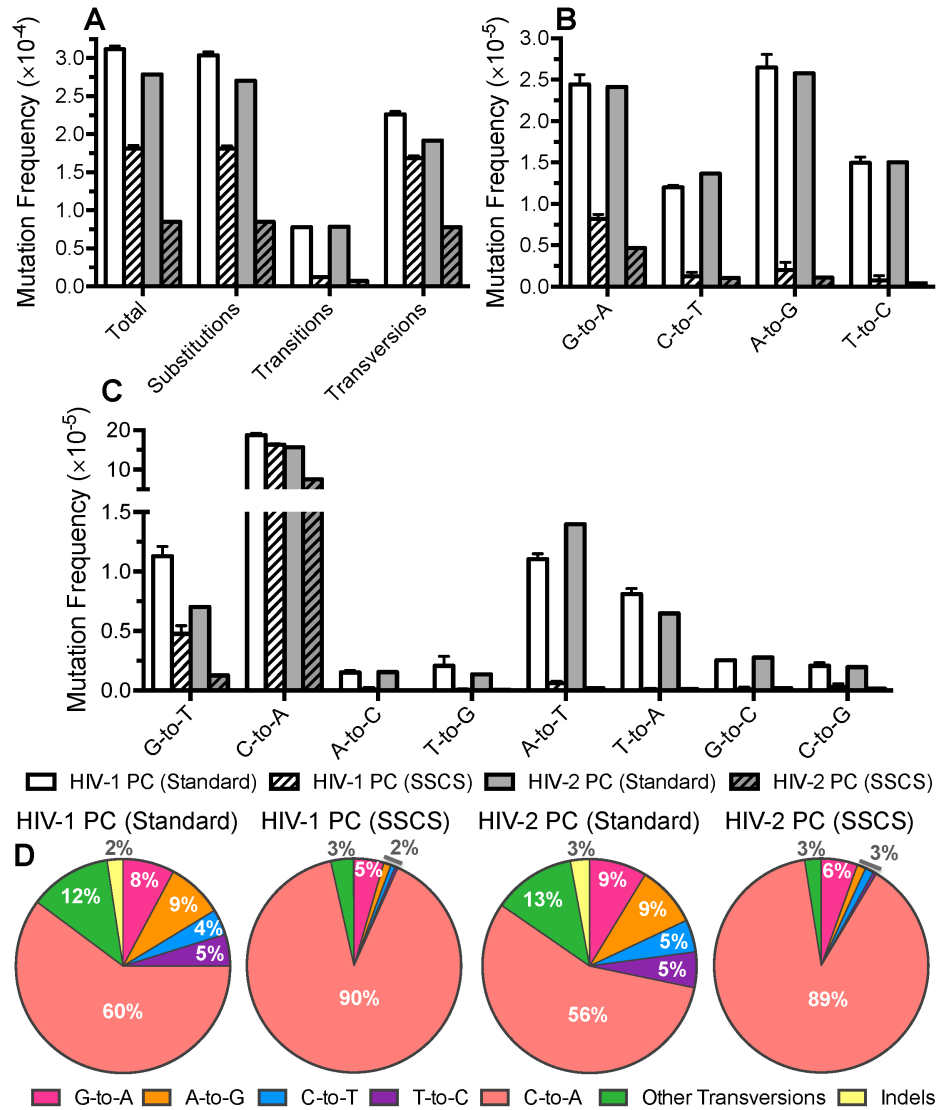 A
Mutation Frequency (×10-4)
3.0
2.5
2.0
1.5
1.0
0.5
0.0
Total
Substitutions
Transitions
Transversions
B
Mutation Frequency (×10-5)
3.0
2.5
2.0
1.5
1.0
0.5
0.0
G-to-A
C-to-T
A-to-G
T-to-C
C
Mutation Frequency (×10-5)
20
10
1.5
1.0
0.5
0.0
G-to-T
C-to-A
A-to-C
T-to-G
A-to-T
T-to-A
G-to-C
C-to-G
HIV-1 PC (Standard) HIV-1 PC (SSCS) HIV-2 PC (Standard) HIV-2 PC (SSCS)
D
HIV-1 PC (Standard)
2%
8%
9%
4%
5%
60%
12%
HIV-1 PC (SSCS)
3%
5%
2%
90%
HIV-2 PC (Standard)
3%
9%
9%
5%
5%
56%
13%
HIV-2 PC (SSCS)
3%
6%
3%
89%
G-to-A A-to-G C-to-T T-to-C C-to-A Other Transversions Indels